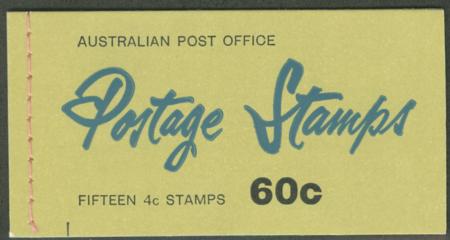 AUSTRALIAN POST OFFICE
Postage Stamps
FIFTEEN 4c STAMPS 60c